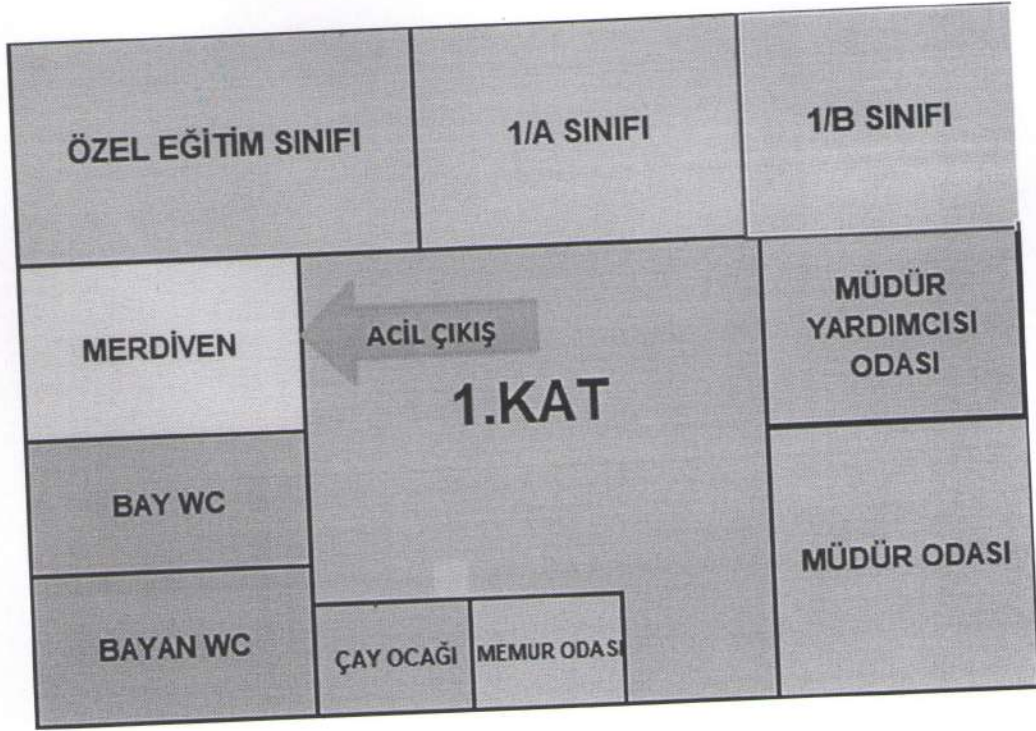 ÖZEL EĞİTİM SINIFI
1/A SINIFI
1/B SINIFI
MERDİVEN
ACİL ÇIKIŞ
1.KAT
MÜDÜR
YARDIMCISI
ODASI
BAY WC
MÜDÜR ODASI
BAYAN WC
ÇAY OCAĞI
MEMUR ODASI